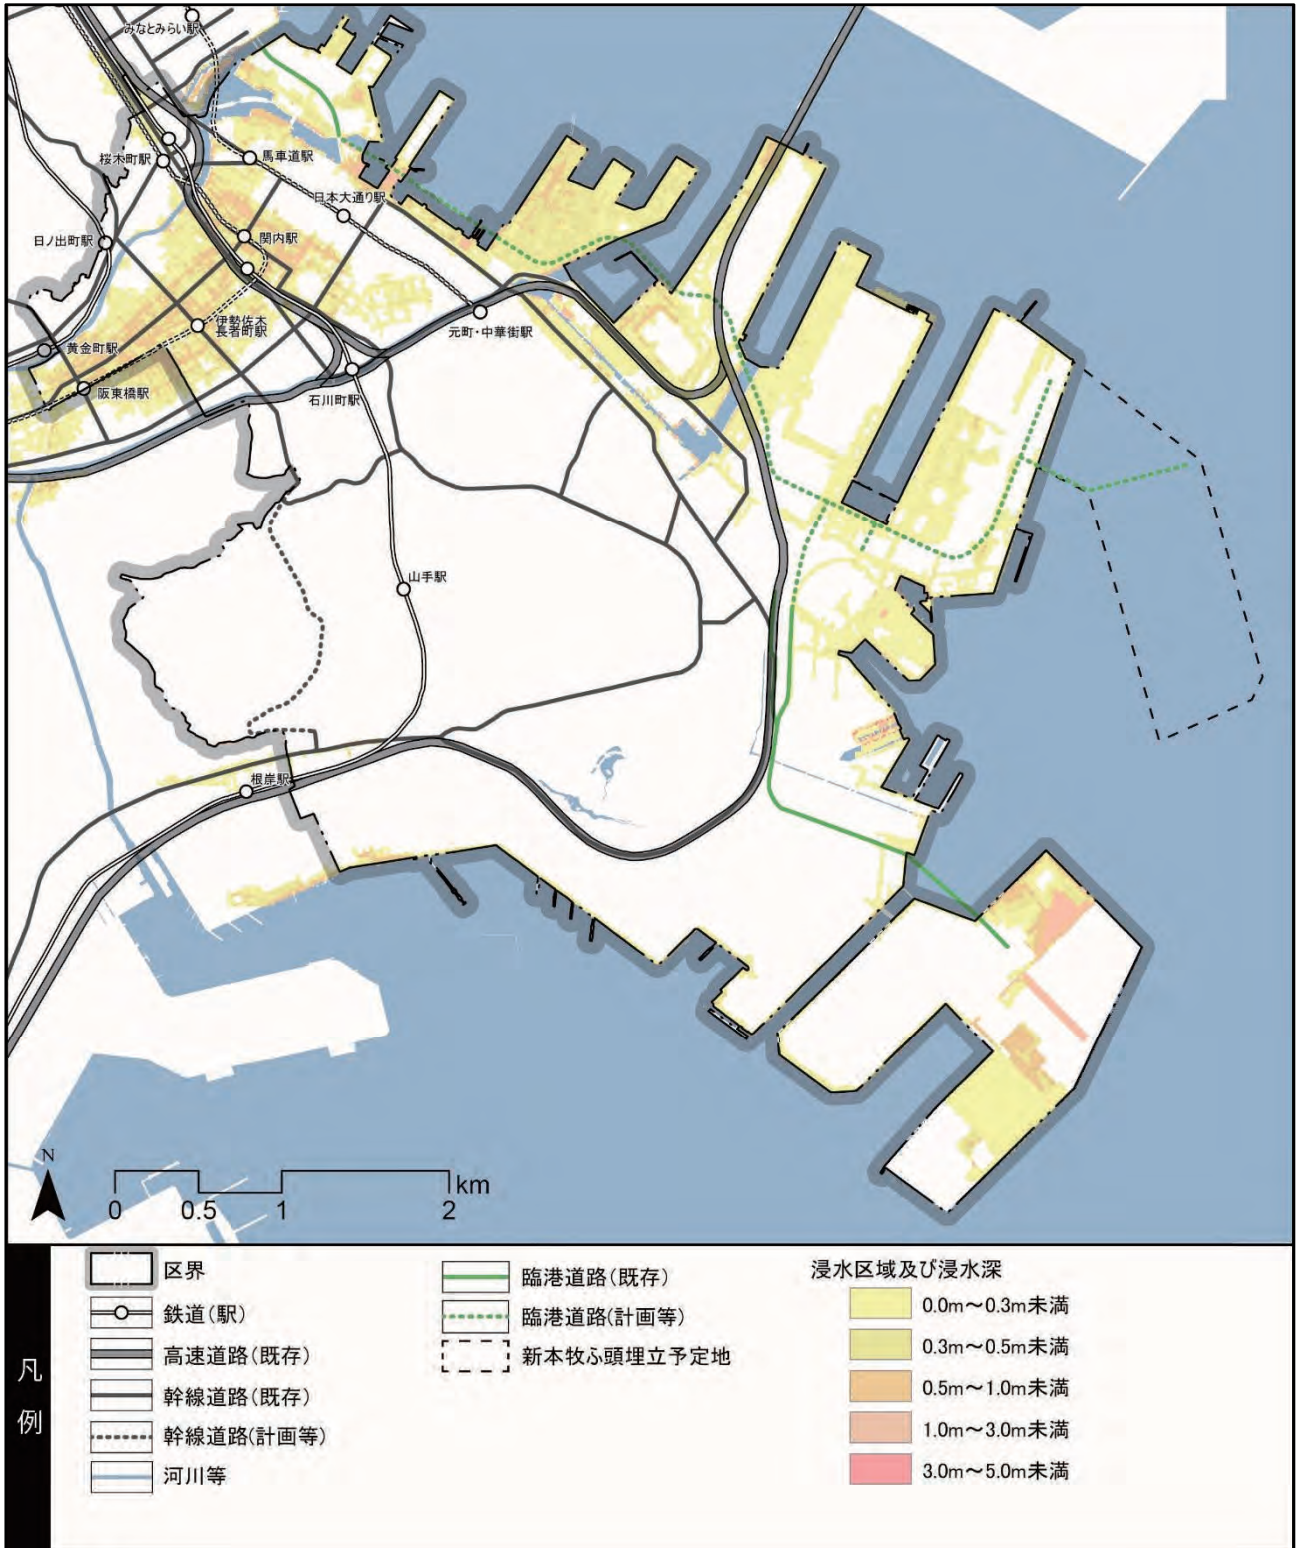 みなとみらい駅
桜木町駅
馬車道駅
日本大通り駅
日ノ出町駅
関内駅
伊勢佐木
長者町駅
元町・中華街駅
黄金町駅
阪東橋駅
石川町駅
山手駅
根岸駅
N
0 0.5 1 2 km
凡例
区界
鉄道(駅)
高速道路(既存)
幹線道路(既存)
幹線道路(計画等)
河川等
臨港道路(既存)
臨港道路(計画等)
新本牧ふ頭埋立予定地
浸水区域及び浸水深
0.0m~0.3m未満
0.3m~0.5m未満
0.5m~1.0m未満
1.0m~3.0m未満
3.0m~5.0m未満